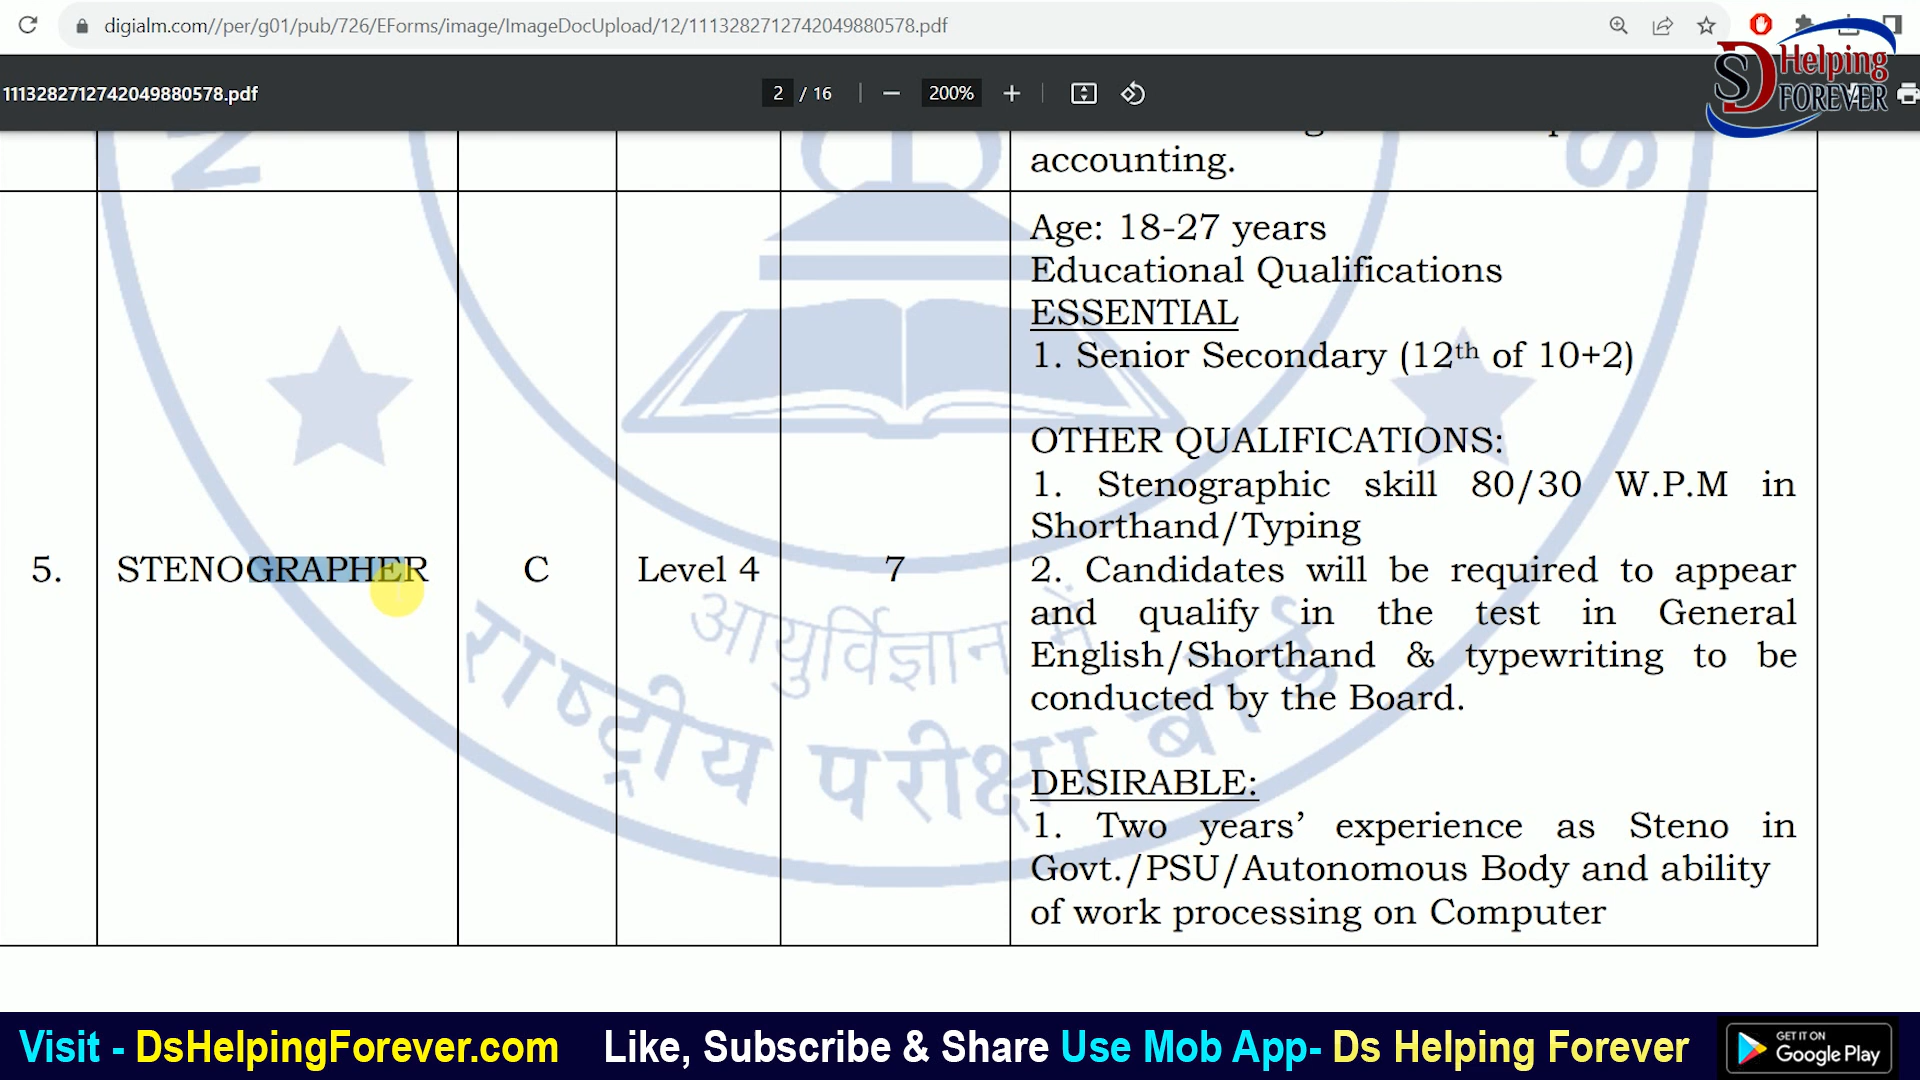 digialm.com//per/g01/pub/726/EForms/image/ImageDocUpload/12/1113282712742049880578.pdf
1113282712742049880578.pdf
2 / 16
200%
SD Helping
FOREVER
accounting.
5.
STENOGRAPHER
C
Level 4
7
Age: 18-27 years
Educational Qualifications
ESSENTIAL
1. Senior Secondary (12th of 10+2)
OTHER QUALIFICATIONS:
1. Stenographic skill 80/30 W.P.M in
Shorthand/Typing
2. Candidates will be required to appear
and qualify in the test in General
English/Shorthand & typewriting to be
conducted by the Board.
DESIRABLE:
1. Two years’ experience as Steno in
Govt./PSU/Autonomous Body and ability
of work processing on Computer
आयुर्विज्ञान में
राष्ट्रीय परीक्षा बोर्ड
N
S
Visit - DsHelpingForever.com Like, Subscribe & Share Use Mob App- Ds Helping Forever
GET IT ON
Google Play